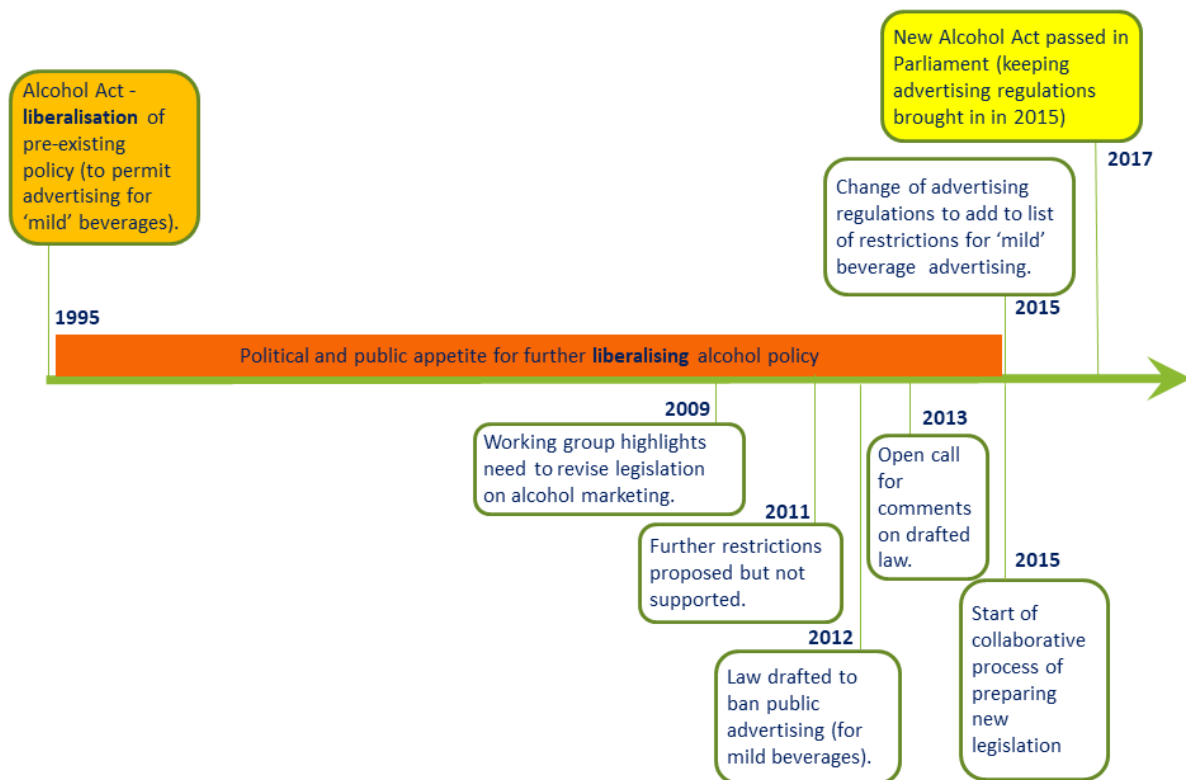 Alcohol Act -
liberalisation of
pre-existing
policy (to permit
advertising for
‘mild’ beverages).
1995
New Alcohol Act passed in
Parliament (keeping
advertising regulations
brought in in 2015)
2017
Change of advertising
regulations to add to list
of restrictions for ‘mild’
beverage advertising.
2015
Political and public appetite for further liberalising alcohol policy
2009
Working group highlights
need to revise legislation
on alcohol marketing.
2011
Further restrictions
proposed but not
supported.
2012
Law drafted to
ban public
advertising (for
mild beverages).
2013
Open call
for
comments
on drafted
law.
2015
Start of
collaborative
process of
preparing
new
legislation